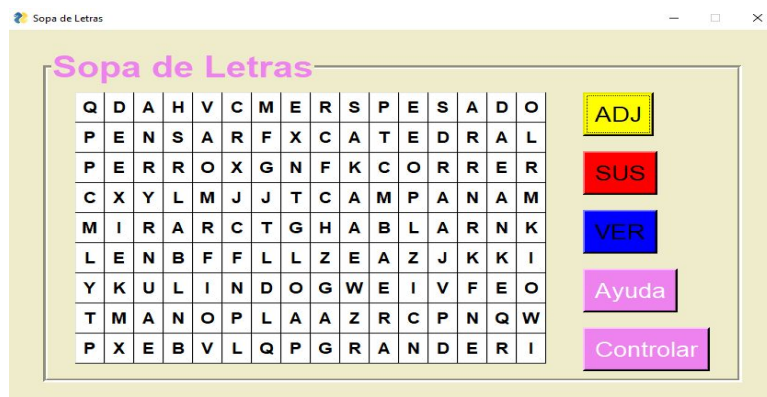 Sopa de Letras
Sopa de Letras
Q D A H V C M E R S P E S A D O
P E N S A R F X C A T E D R A L
P E R R O X G N F K C O R R E R
C X Y L M J J T C A M P A N A M
M I R A R C T G H A B L A R N K
L E N B F F L L Z E A Z J K K I
Y K U L I N D O G W E I V F E O
T M A N O P L A A Z R C P N Q W
P X E B V L Q P G R A N D E R I
ADJ
SUS
VER
Ayuda
Controlar